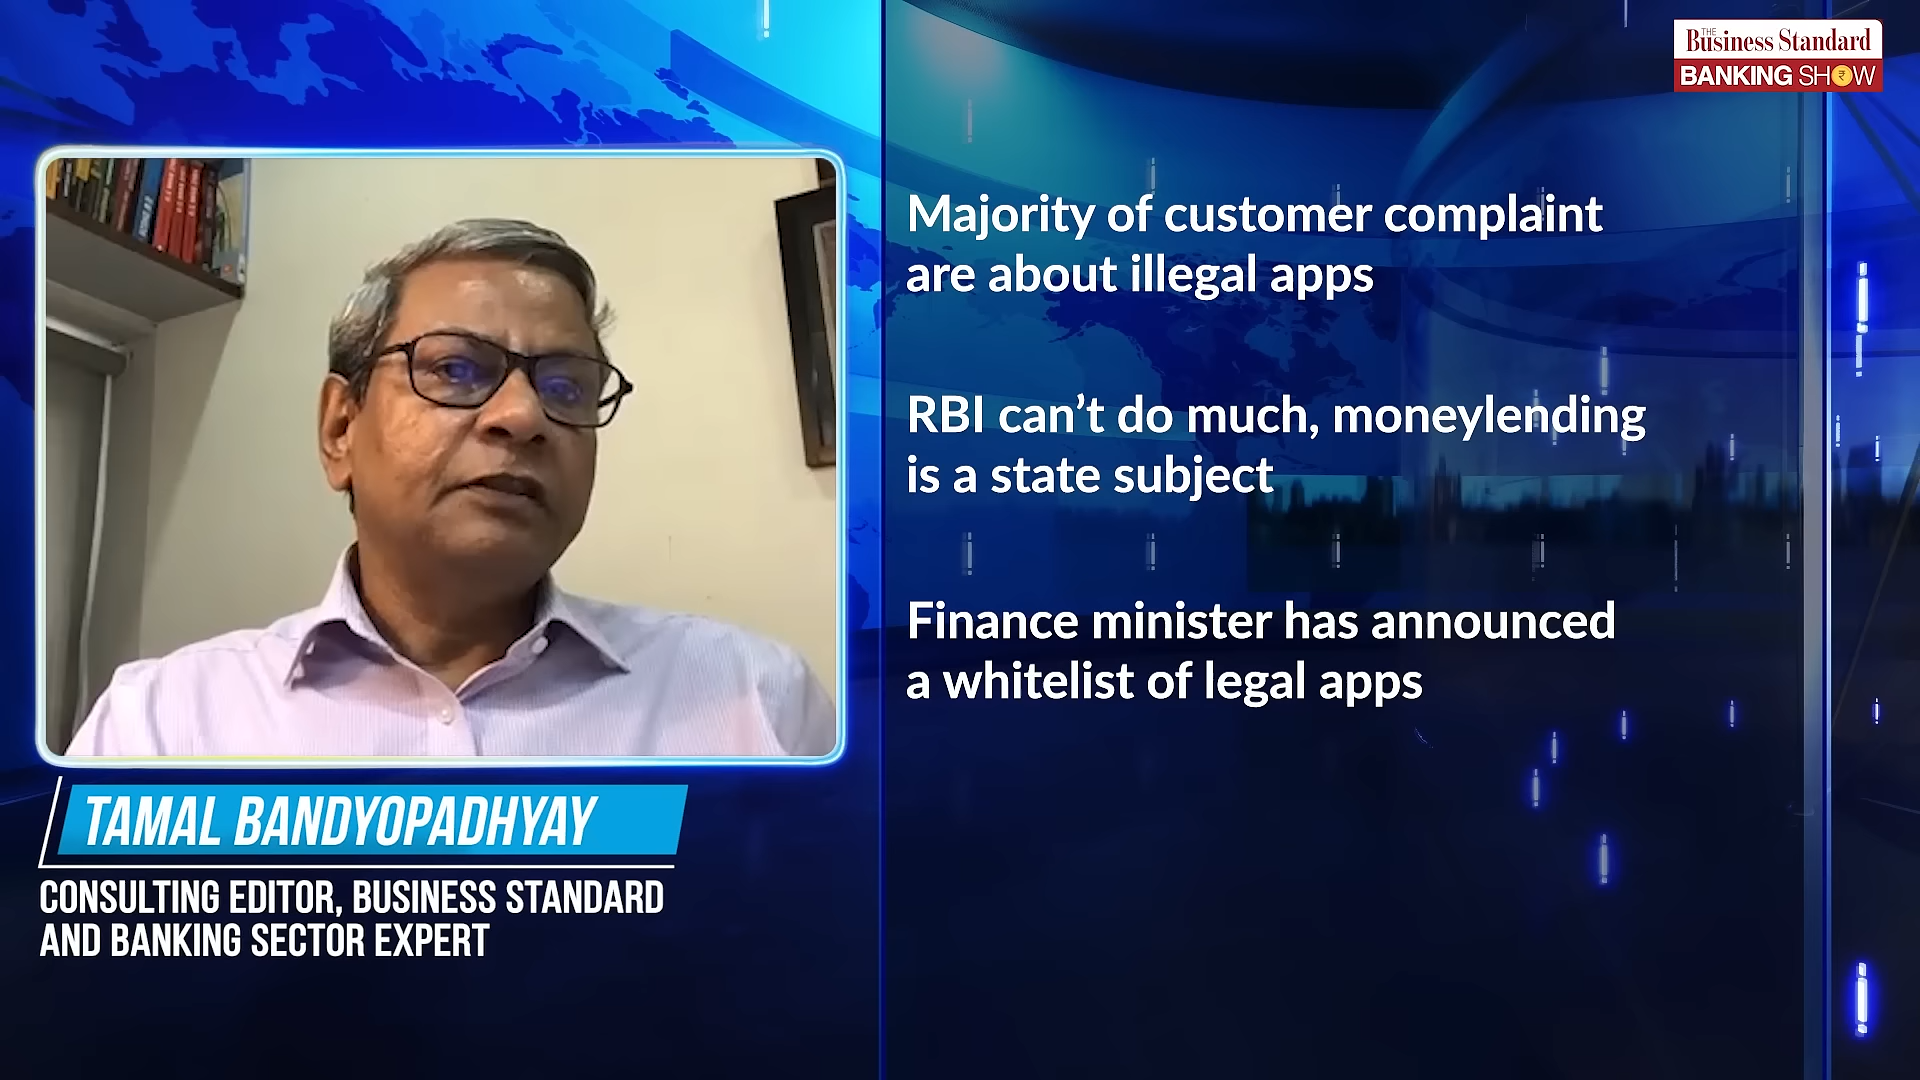 THE
Business Standard
BANKING SH₹W
Majority of customer complaint
are about illegal apps
RBI can’t do much, moneylending
is a state subject
Finance minister has announced
a whitelist of legal apps
TAMAL BANDYOPADHYAY
CONSULTING EDITOR, BUSINESS STANDARD
AND BANKING SECTOR EXPERT